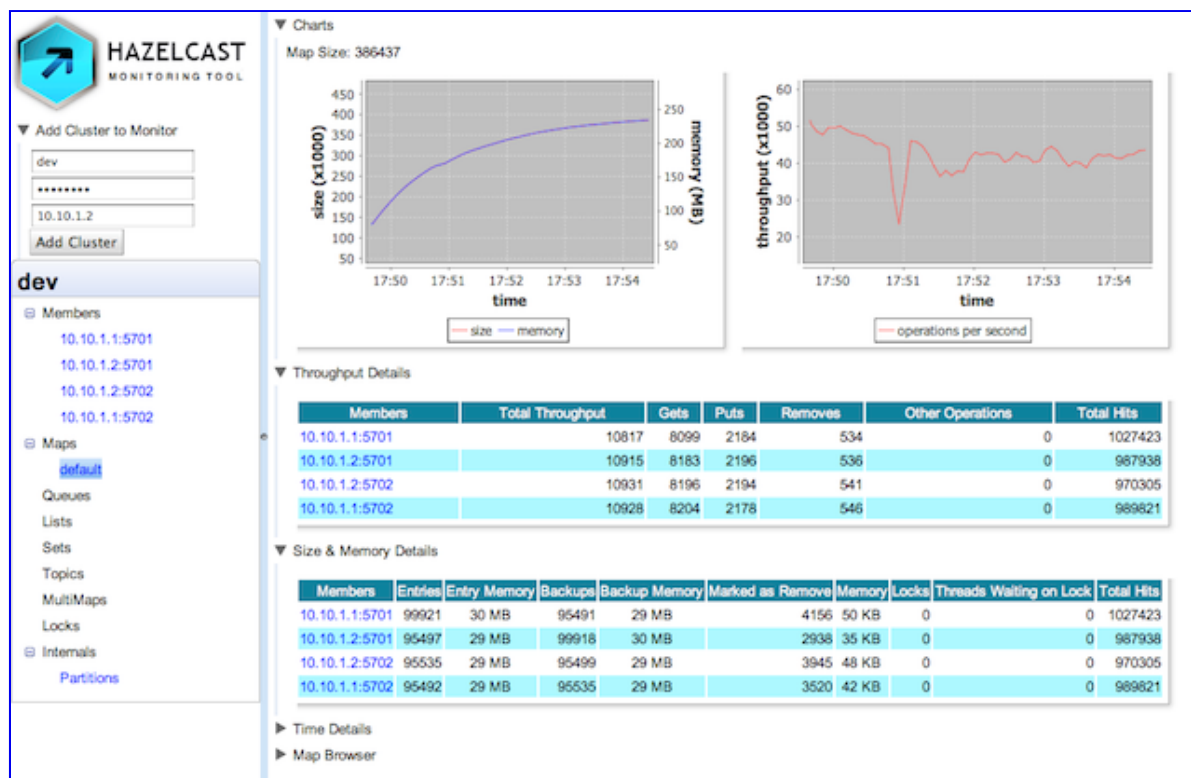 HAZELCAST
MONITORING TOOL
▼ Add Cluster to Monitor
dev
••••••••
10.10.1.2
Add Cluster
dev
Members
10.10.1.1:5701
10.10.1.2:5701
10.10.1.2:5702
10.10.1.1:5702
Maps
default
Queues
Lists
Sets
Topics
MultiMaps
Locks
Internals
Partitions
▼ Charts
Map Size: 386437
size (x1000)
450
400
350
300
250
200
150
100
50
memory (MB)
250
200
150
100
50
17:50 17:51 17:52 17:53 17:54
time
size memory
throughput (x1000)
60
50
40
30
20
17:50 17:51 17:52 17:53 17:54
time
operations per second
▼ Throughput Details
Members Total Throughput Gets Puts Removes Other Operations Total Hits
10.10.1.1:5701 10817 8099 2184 534 0 1027423
10.10.1.2:5701 10915 8183 2196 536 0 987938
10.10.1.2:5702 10931 8196 2194 541 0 970305
10.10.1.1:5702 10928 8204 2178 546 0 989821
▼ Size & Memory Details
Members Entries Entry Memory Backups Backup Memory Marked as Remove Memory Locks Threads Waiting on Lock Total Hits
10.10.1.1:5701 99921 30 MB 95491 29 MB 4156 50 KB 0 0 1027423
10.10.1.2:5701 95497 29 MB 99918 30 MB 2938 35 KB 0 0 987938
10.10.1.2:5702 95535 29 MB 95499 29 MB 3945 48 KB 0 0 970305
10.10.1.1:5702 95492 29 MB 95535 29 MB 3520 42 KB 0 0 989821
▶ Time Details
▶ Map Browser